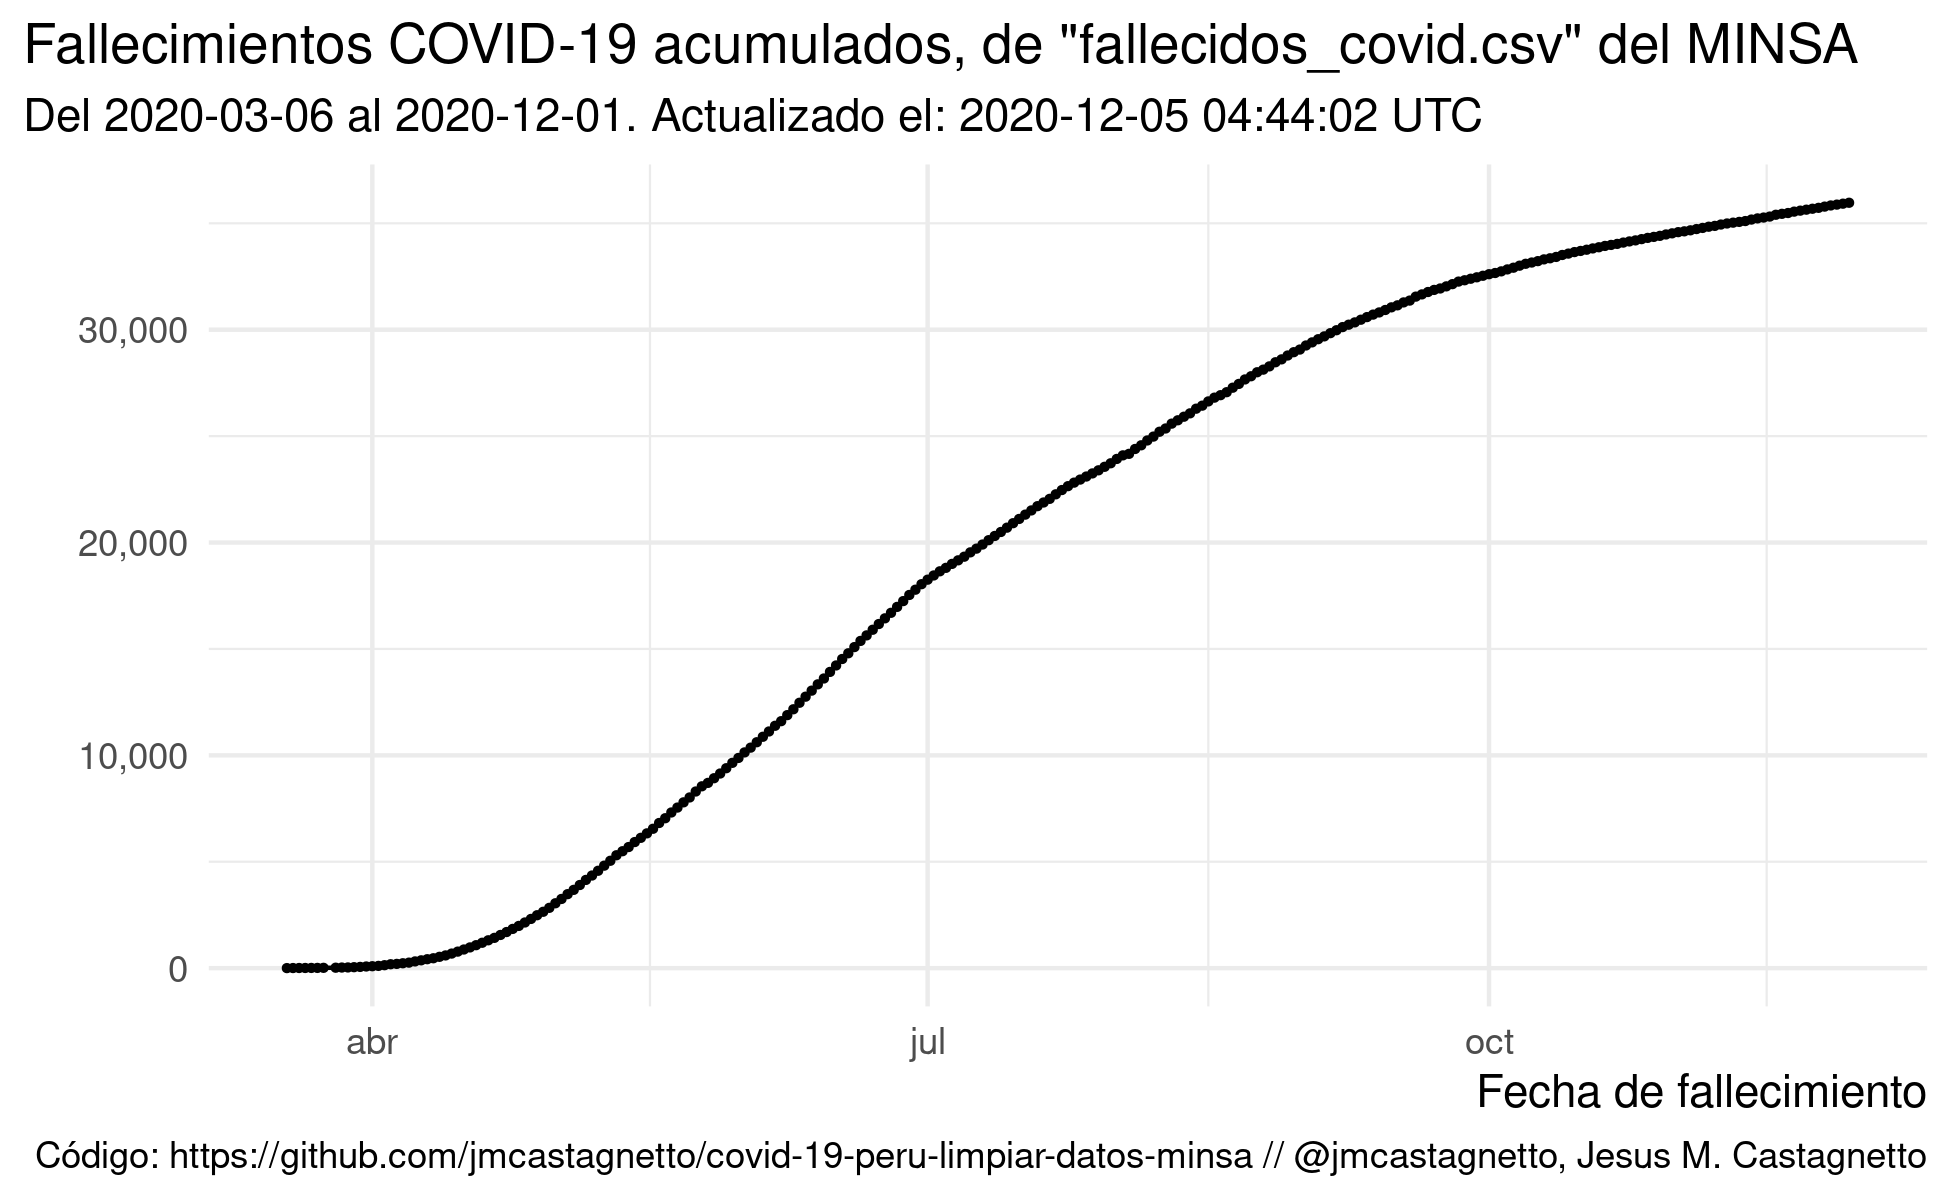 Fallecimientos COVID-19 acumulados, de "fallecidos_covid.csv" del MINSA
Del 2020-03-06 al 2020-12-01. Actualizado el: 2020-12-05 04:44:02 UTC
30,000
20,000
10,000
0
abr jul oct
Fecha de fallecimiento
Código: https://github.com/jmcastagnetto/covid-19-peru-limpiar-datos-minsa // @jmcastagnetto, Jesus M. Castagnetto